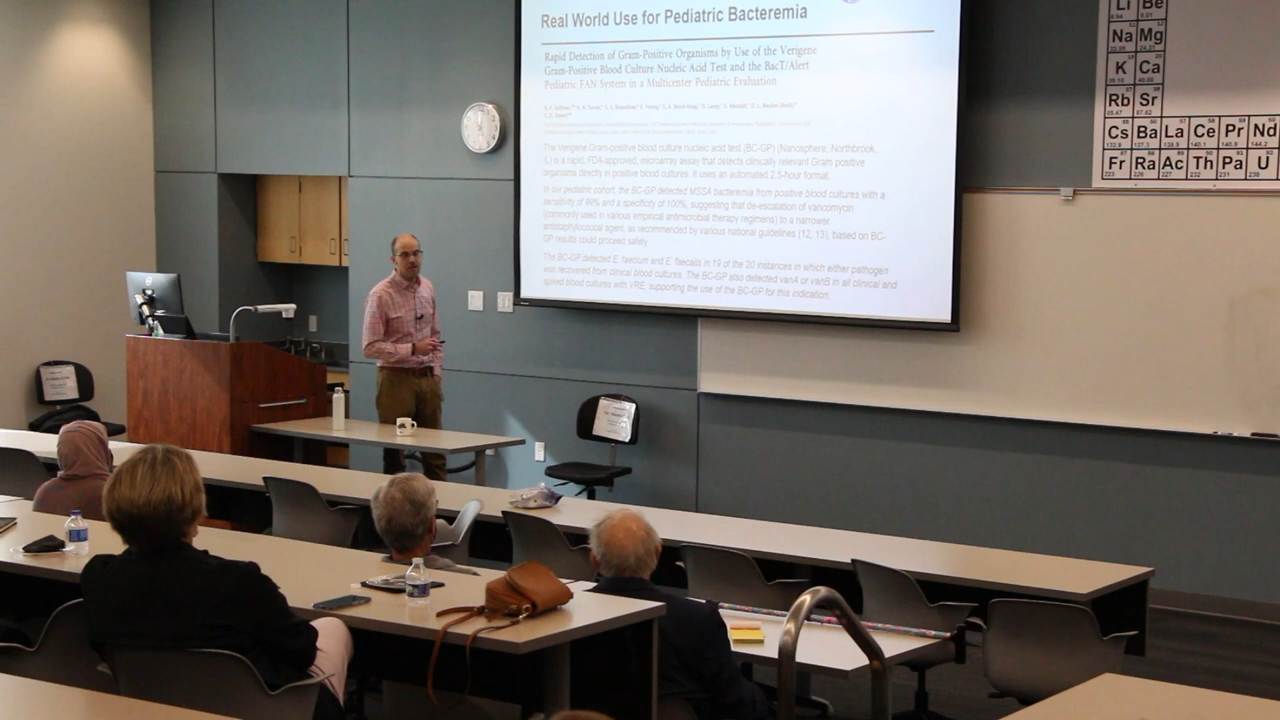 Real World Use for Pediatric Bacteremia
Rapid Detection of Gram-Positive Organisms by Use of the Verigene
Gram-Positive Blood Culture Nucleic Acid Test and the BacT/Alert
Pediatric FAN System in a Multicenter Pediatric Evaluation
The Verigene Gram-positive blood culture nucleic acid test (BC-GP) (Nanosphere, Northbrook,
IL) is a rapid, FDA-approved, microarray assay that detects clinically relevant Gram positive
organisms directly in positive blood cultures. It uses an automated 2.5-hour format.
In our pediatric cohort, the BC-GP detected MSSA bacteremia from positive blood cultures with a
sensitivity of 99% and a specificity of 100%, suggesting that de-escalation of vancomycin
(commonly used in various empirical antimicrobial therapy regimens) to a narrower
antistaphylococcal agent, as recommended by various national guidelines (12, 13), based on BC-
GP results could proceed safely.
The BC-GP detected E. faecium and E. faecalis in 19 of the 20 instances in which either pathogen
was recovered from clinical blood cultures. The BC-GP also detected vanA or vanB in all clinical and
spiked blood cultures with VRE, supporting the use of the BC-GP for this indication.
Li Be
Na Mg
K Ca
Rb Sr
Cs Ba La Ce Pr Nd
Fr Ra Ac Th Pa U